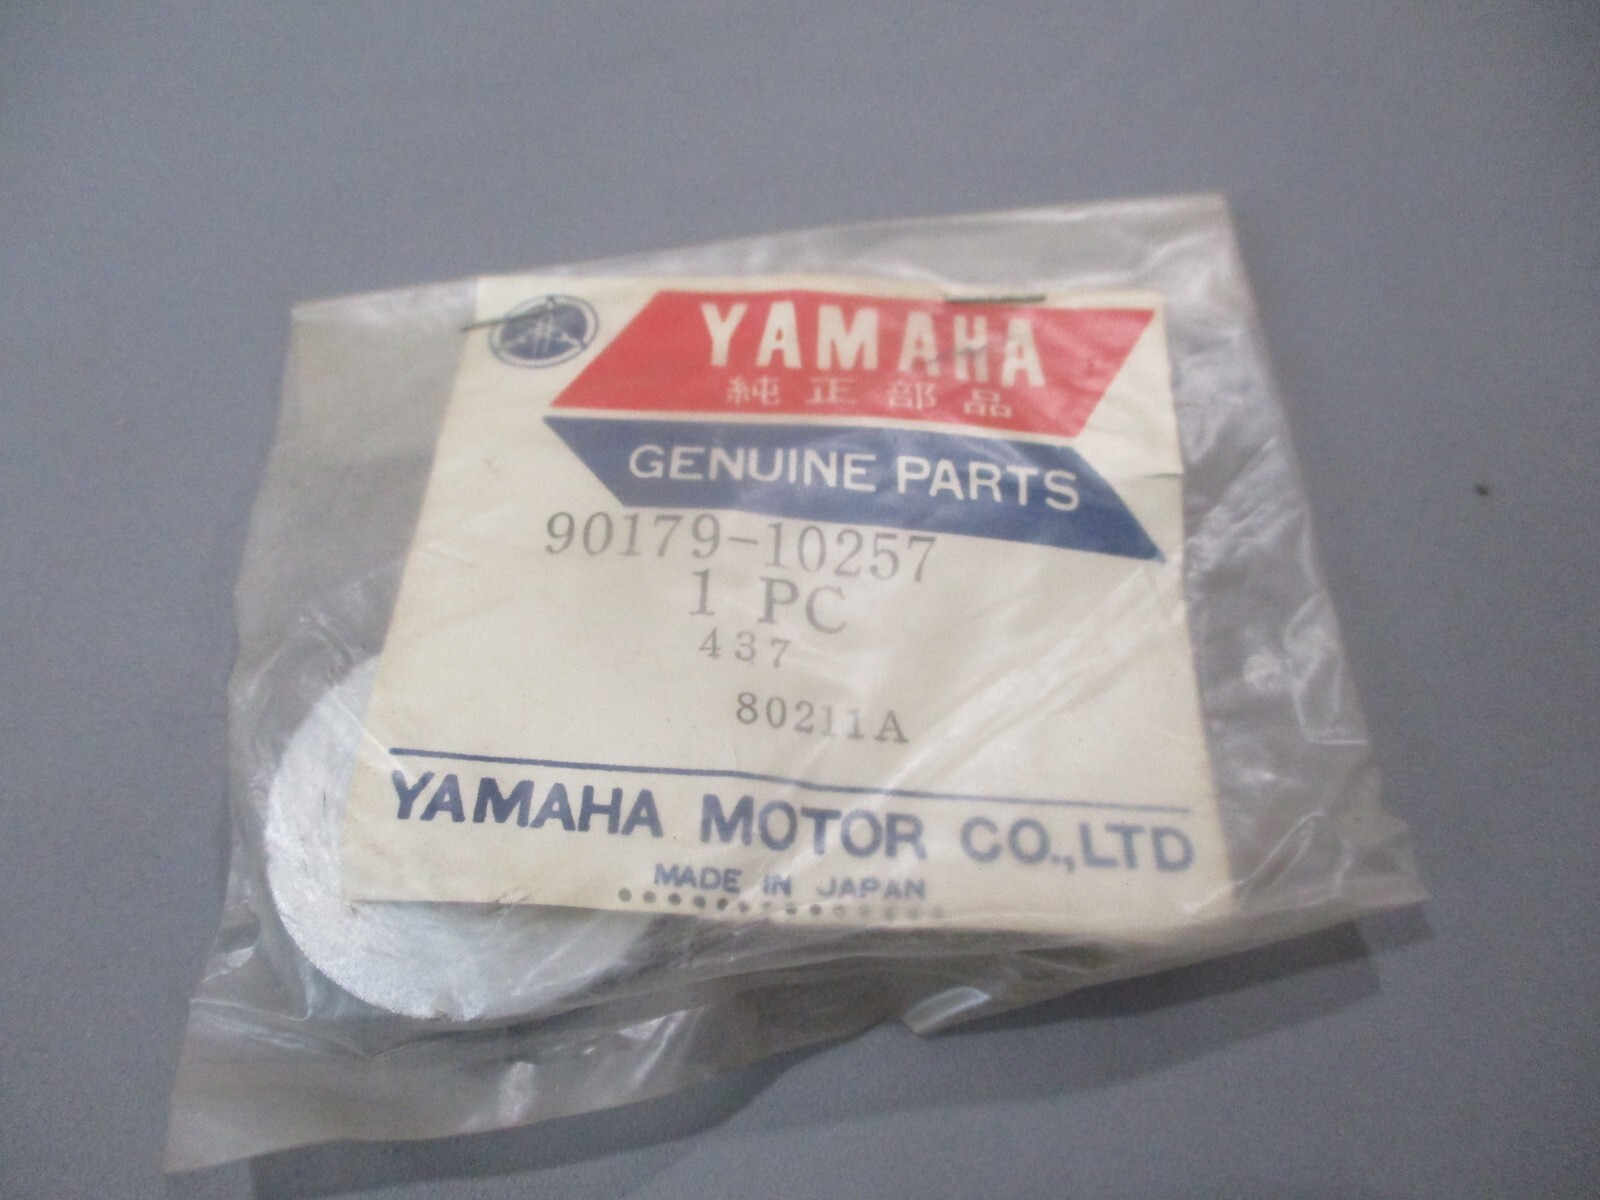 YAMAHA
純正部品
GENUINE PARTS
90179-10257
1 PC
437
80211A
YAMAHA MOTOR CO.,LTD
MADE IN JAPAN